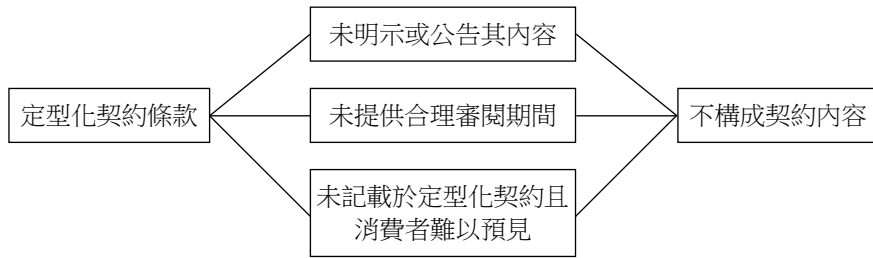 未明示或公告其內容
定型化契約條款
未提供合理審閱期間
不構成契約內容
未記載於定型化契約且
消費者難以預見